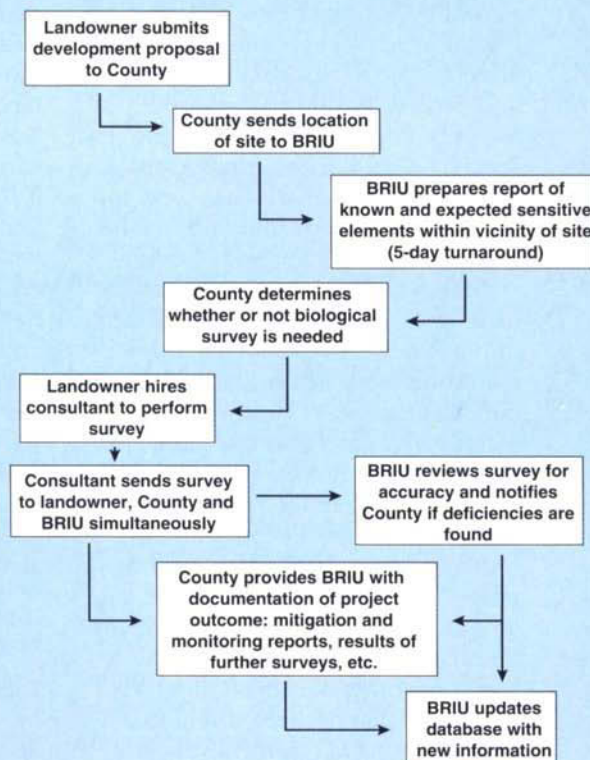 Landowner submits
development proposal
to County
County sends location
of site to BRIU
BRIU prepares report of
known and expected sensitive
elements within vicinity of site
(5-day turnaround)
County determines
whether or not biological
survey is needed
Landowner hires
consultant to perform
survey
Consultant sends survey
to landowner, County and
BRIU simultaneously
BRIU reviews survey for
accuracy and notifies
County if deficiencies are
found
County provides BRIU with
documentation of project
outcome: mitigation and
monitoring reports, results of
further surveys, etc.
BRIU updates
database with
new information